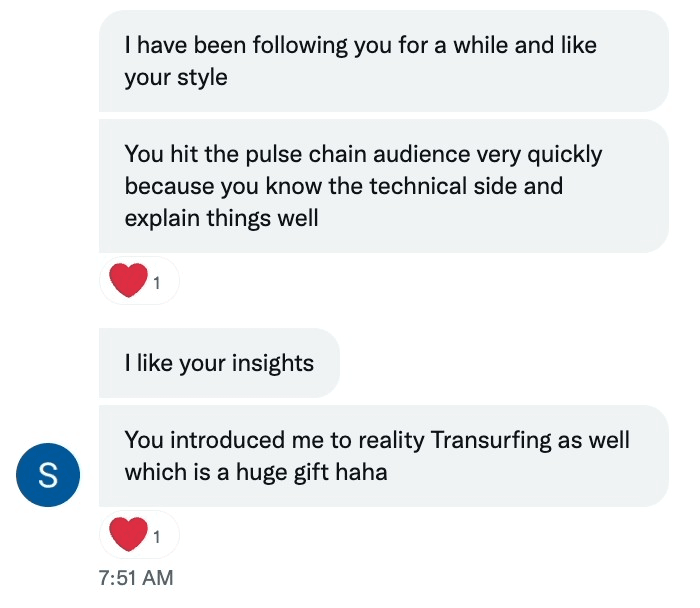 I have been following you for a while and like
your style
You hit the pulse chain audience very quickly
because you know the technical side and
explain things well
1
I like your insights
You introduced me to reality Transurfing as well
which is a huge gift haha
S
1
7:51 AM